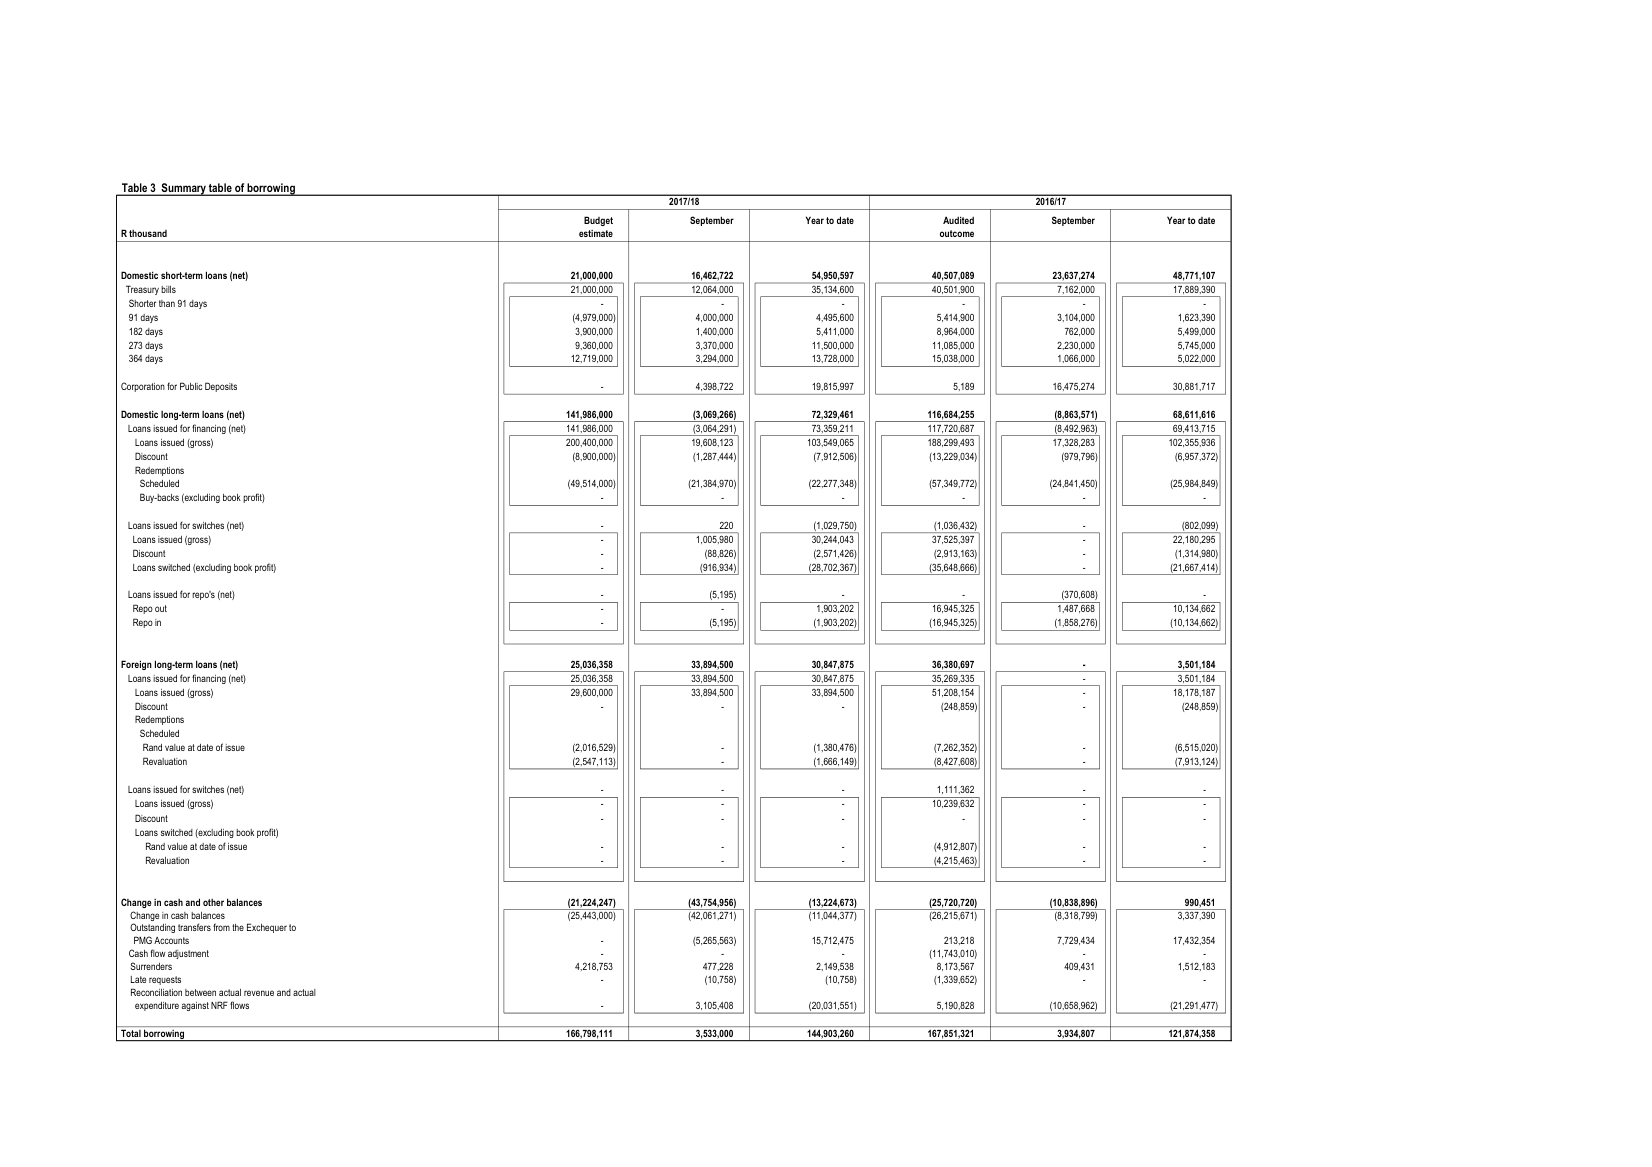 Table 3 Summary table of borrowing
2017/18 2016/17
Budget September Year to date Audited September Year to date
R thousand estimate outcome
Domestic short-term loans (net) 21,000,000 16,462,722 54,950,597 40,507,089 23,637,274 48,771,107
Treasury bills 21,000,000 12,064,000 35,134,600 40,501,900 7,162,000 17,889,390
Shorter than 91 days - - - - - -
91 days (4,979,000) 4,000,000 4,495,600 5,414,900 3,104,000 1,623,390
182 days 3,900,000 1,400,000 5,411,000 8,964,000 762,000 5,499,000
273 days 9,360,000 3,370,000 11,500,000 11,085,000 2,230,000 5,745,000
364 days 12,719,000 3,294,000 13,728,000 15,038,000 1,066,000 5,022,000
Corporation for Public Deposits - 4,398,722 19,815,997 5,189 16,475,274 30,881,717
Domestic long-term loans (net) 141,986,000 (3,069,266) 72,329,461 116,684,255 (8,863,571) 68,611,616
Loans issued for financing (net) 141,986,000 (3,064,291) 73,359,211 117,720,687 (8,492,963) 69,413,715
Loans issued (gross) 200,400,000 19,608,123 103,549,065 188,299,493 17,328,283 102,355,936
Discount (8,900,000) (1,287,444) (7,912,506) (13,229,034) (979,796) (6,957,372)
Redemptions
Scheduled (49,514,000) (21,384,970) (22,277,348) (57,349,772) (24,841,450) (25,984,849)
Buy-backs (excluding book profit) - - - - - -
Loans issued for switches (net) - 220 (1,029,750) (1,036,432) - (802,099)
Loans issued (gross) - 1,005,980 30,244,043 37,525,397 - 22,180,295
Discount - (88,826) (2,571,426) (2,913,163) - (1,314,980)
Loans switched (excluding book profit) - (916,934) (28,702,367) (35,648,666) - (21,667,414)
Loans issued for repo's (net) - (5,195) - - (370,608) -
Repo out - - 1,903,202 16,945,325 1,487,668 10,134,662
Repo in - (5,195) (1,903,202) (16,945,325) (1,858,276) (10,134,662)
Foreign long-term loans (net) 25,036,358 33,894,500 30,847,875 36,380,697 - 3,501,184
Loans issued for financing (net) 25,036,358 33,894,500 30,847,875 35,269,335 - 3,501,184
Loans issued (gross) 29,600,000 33,894,500 33,894,500 51,208,154 - 18,178,187
Discount - - - (248,859) - (248,859)
Redemptions
Scheduled
Rand value at date of issue (2,016,529) - (1,380,476) (7,262,352) - (6,515,020)
Revaluation (2,547,113) - (1,666,149) (8,427,608) - (7,913,124)
Loans issued for switches (net) - - - 1,111,362 - -
Loans issued (gross) - - - 10,239,632 - -
Discount - - - - - -
Loans switched (excluding book profit)
Rand value at date of issue - - - (4,912,807) - -
Revaluation - - - (4,215,463) - -
Change in cash and other balances (21,224,247) (43,754,956) (13,224,673) (25,720,720) (10,838,896) 990,451
Change in cash balances (25,443,000) (42,061,271) (11,044,377) (26,215,671) (8,318,799) 3,337,390
Outstanding transfers from the Exchequer to
PMG Accounts - (5,265,563) 15,712,475 213,218 7,729,434 17,432,354
Cash flow adjustment - - - (11,743,010) - -
Surrenders 4,218,753 477,228 2,149,538 8,173,567 409,431 1,512,183
Late requests - (10,758) (10,758) (1,339,652) - -
Reconciliation between actual revenue and actual
expenditure against NRF flows - 3,105,408 (20,031,551) 5,190,828 (10,658,962) (21,291,477)
Total borrowing 166,798,111 3,533,000 144,903,260 167,851,321 3,934,807 121,874,358